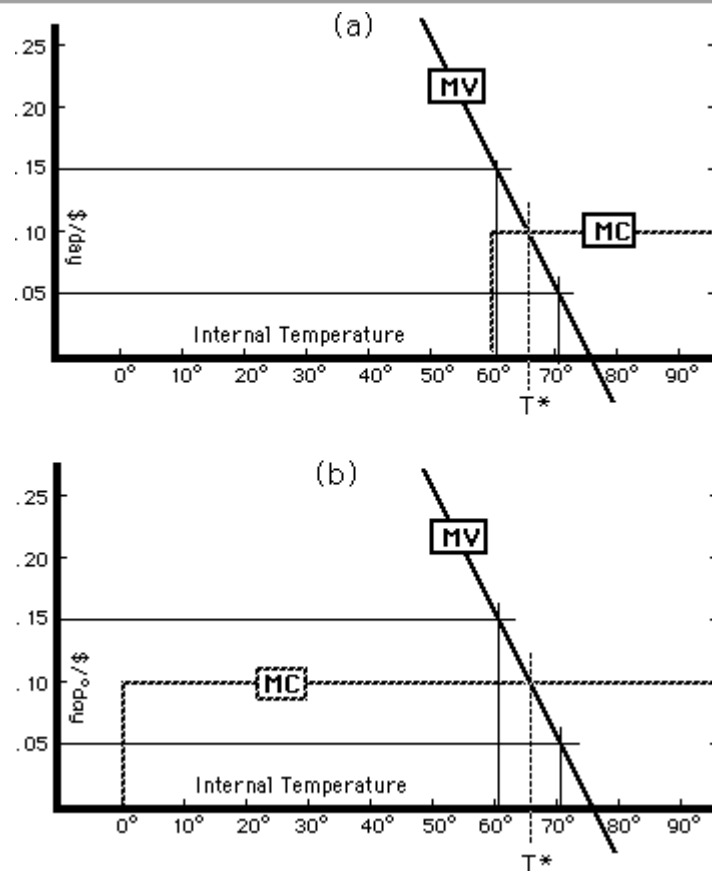 (a)
.25
MV
.20
.15
$/day
MC
.10
.05
Internal Temperature
0° 10° 20° 30° 40° 50° 60° 70° 80° 90°
T*
(b)
.25
MV
.20
.15
$/°day
MC
.10
.05
Internal Temperature
0° 10° 20° 30° 40° 50° 60° 70° 80° 90°
T*